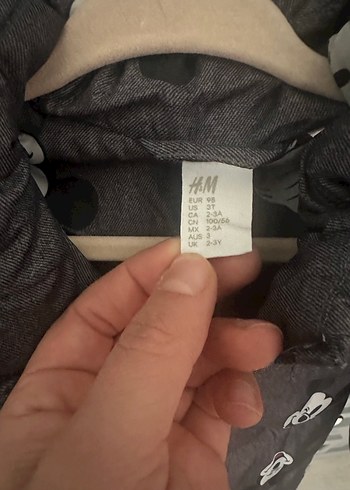 H&M
EUR 98
US 3T
CA 2-3A
CN 100/56
MX 2-3A
AUS 3
UK 2-3Y